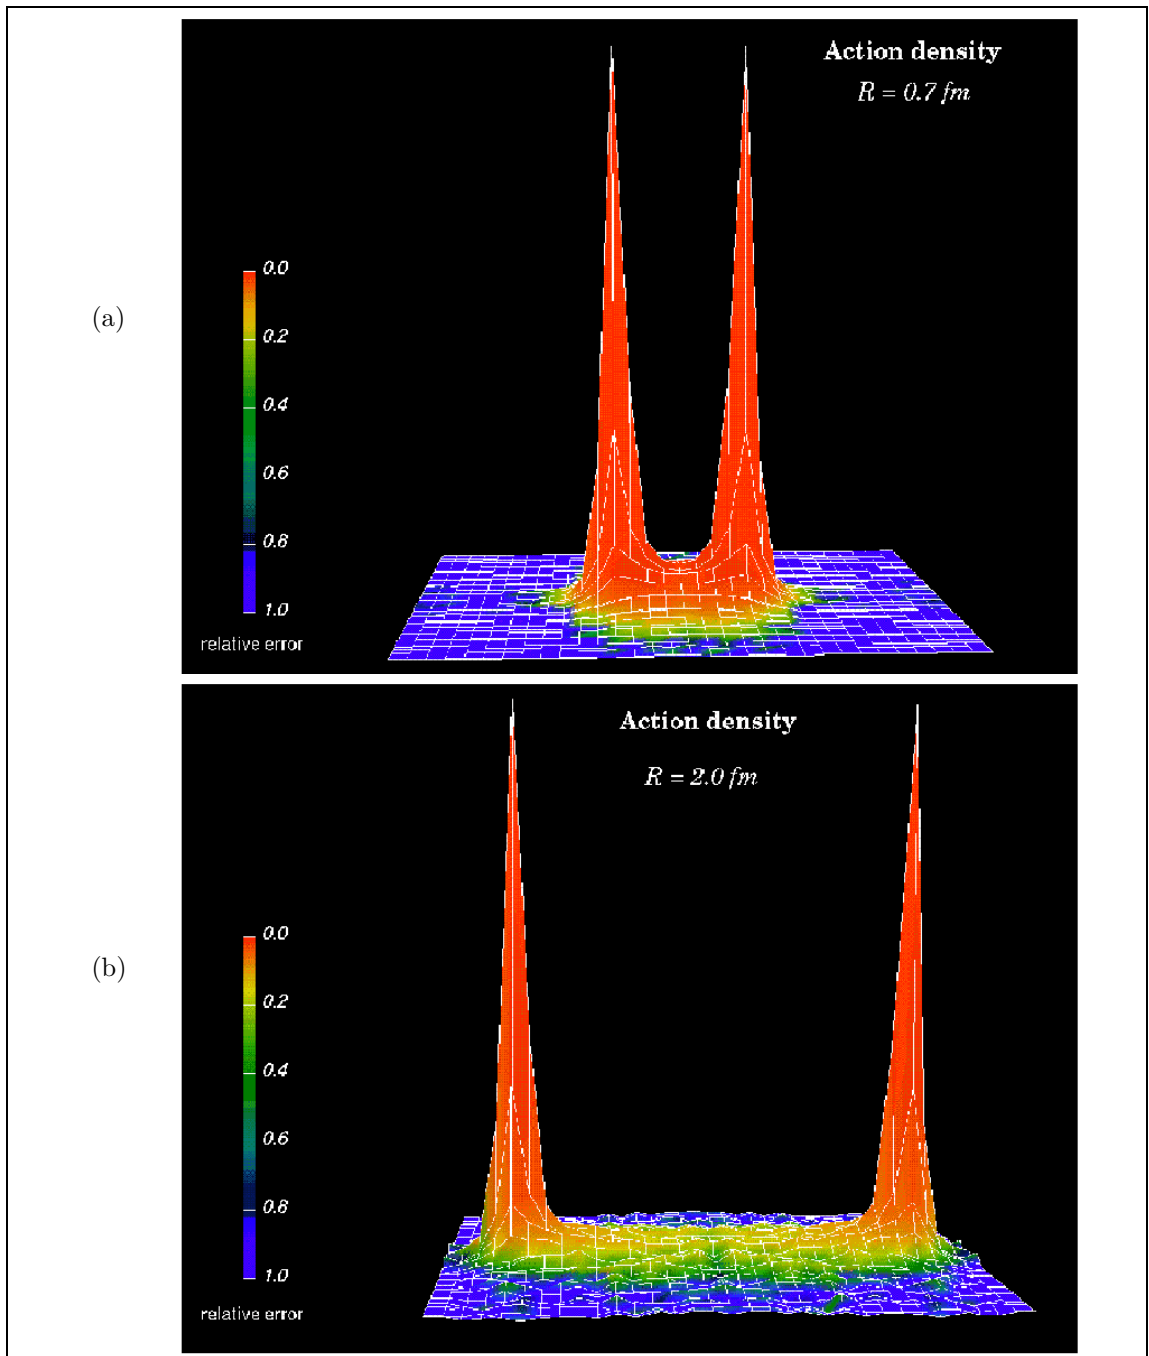 (a)
Action density
R = 0.7 fm
0.0
0.2
0.4
0.6
0.8
1.0
relative error
(b)
Action density
R = 2.0 fm
0.0
0.2
0.4
0.6
0.8
1.0
relative error